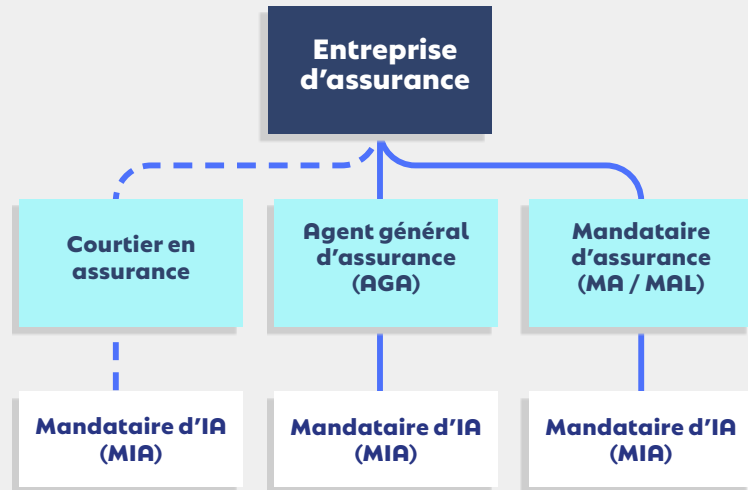 Entreprise
d'assurance
Courtier en
assurance
Agent général
d'assurance
(AGA)
Mandataire
d'assurance
(MA / MAL)
Mandataire d'IA
(MIA)
Mandataire d'IA
(MIA)
Mandataire d'IA
(MIA)